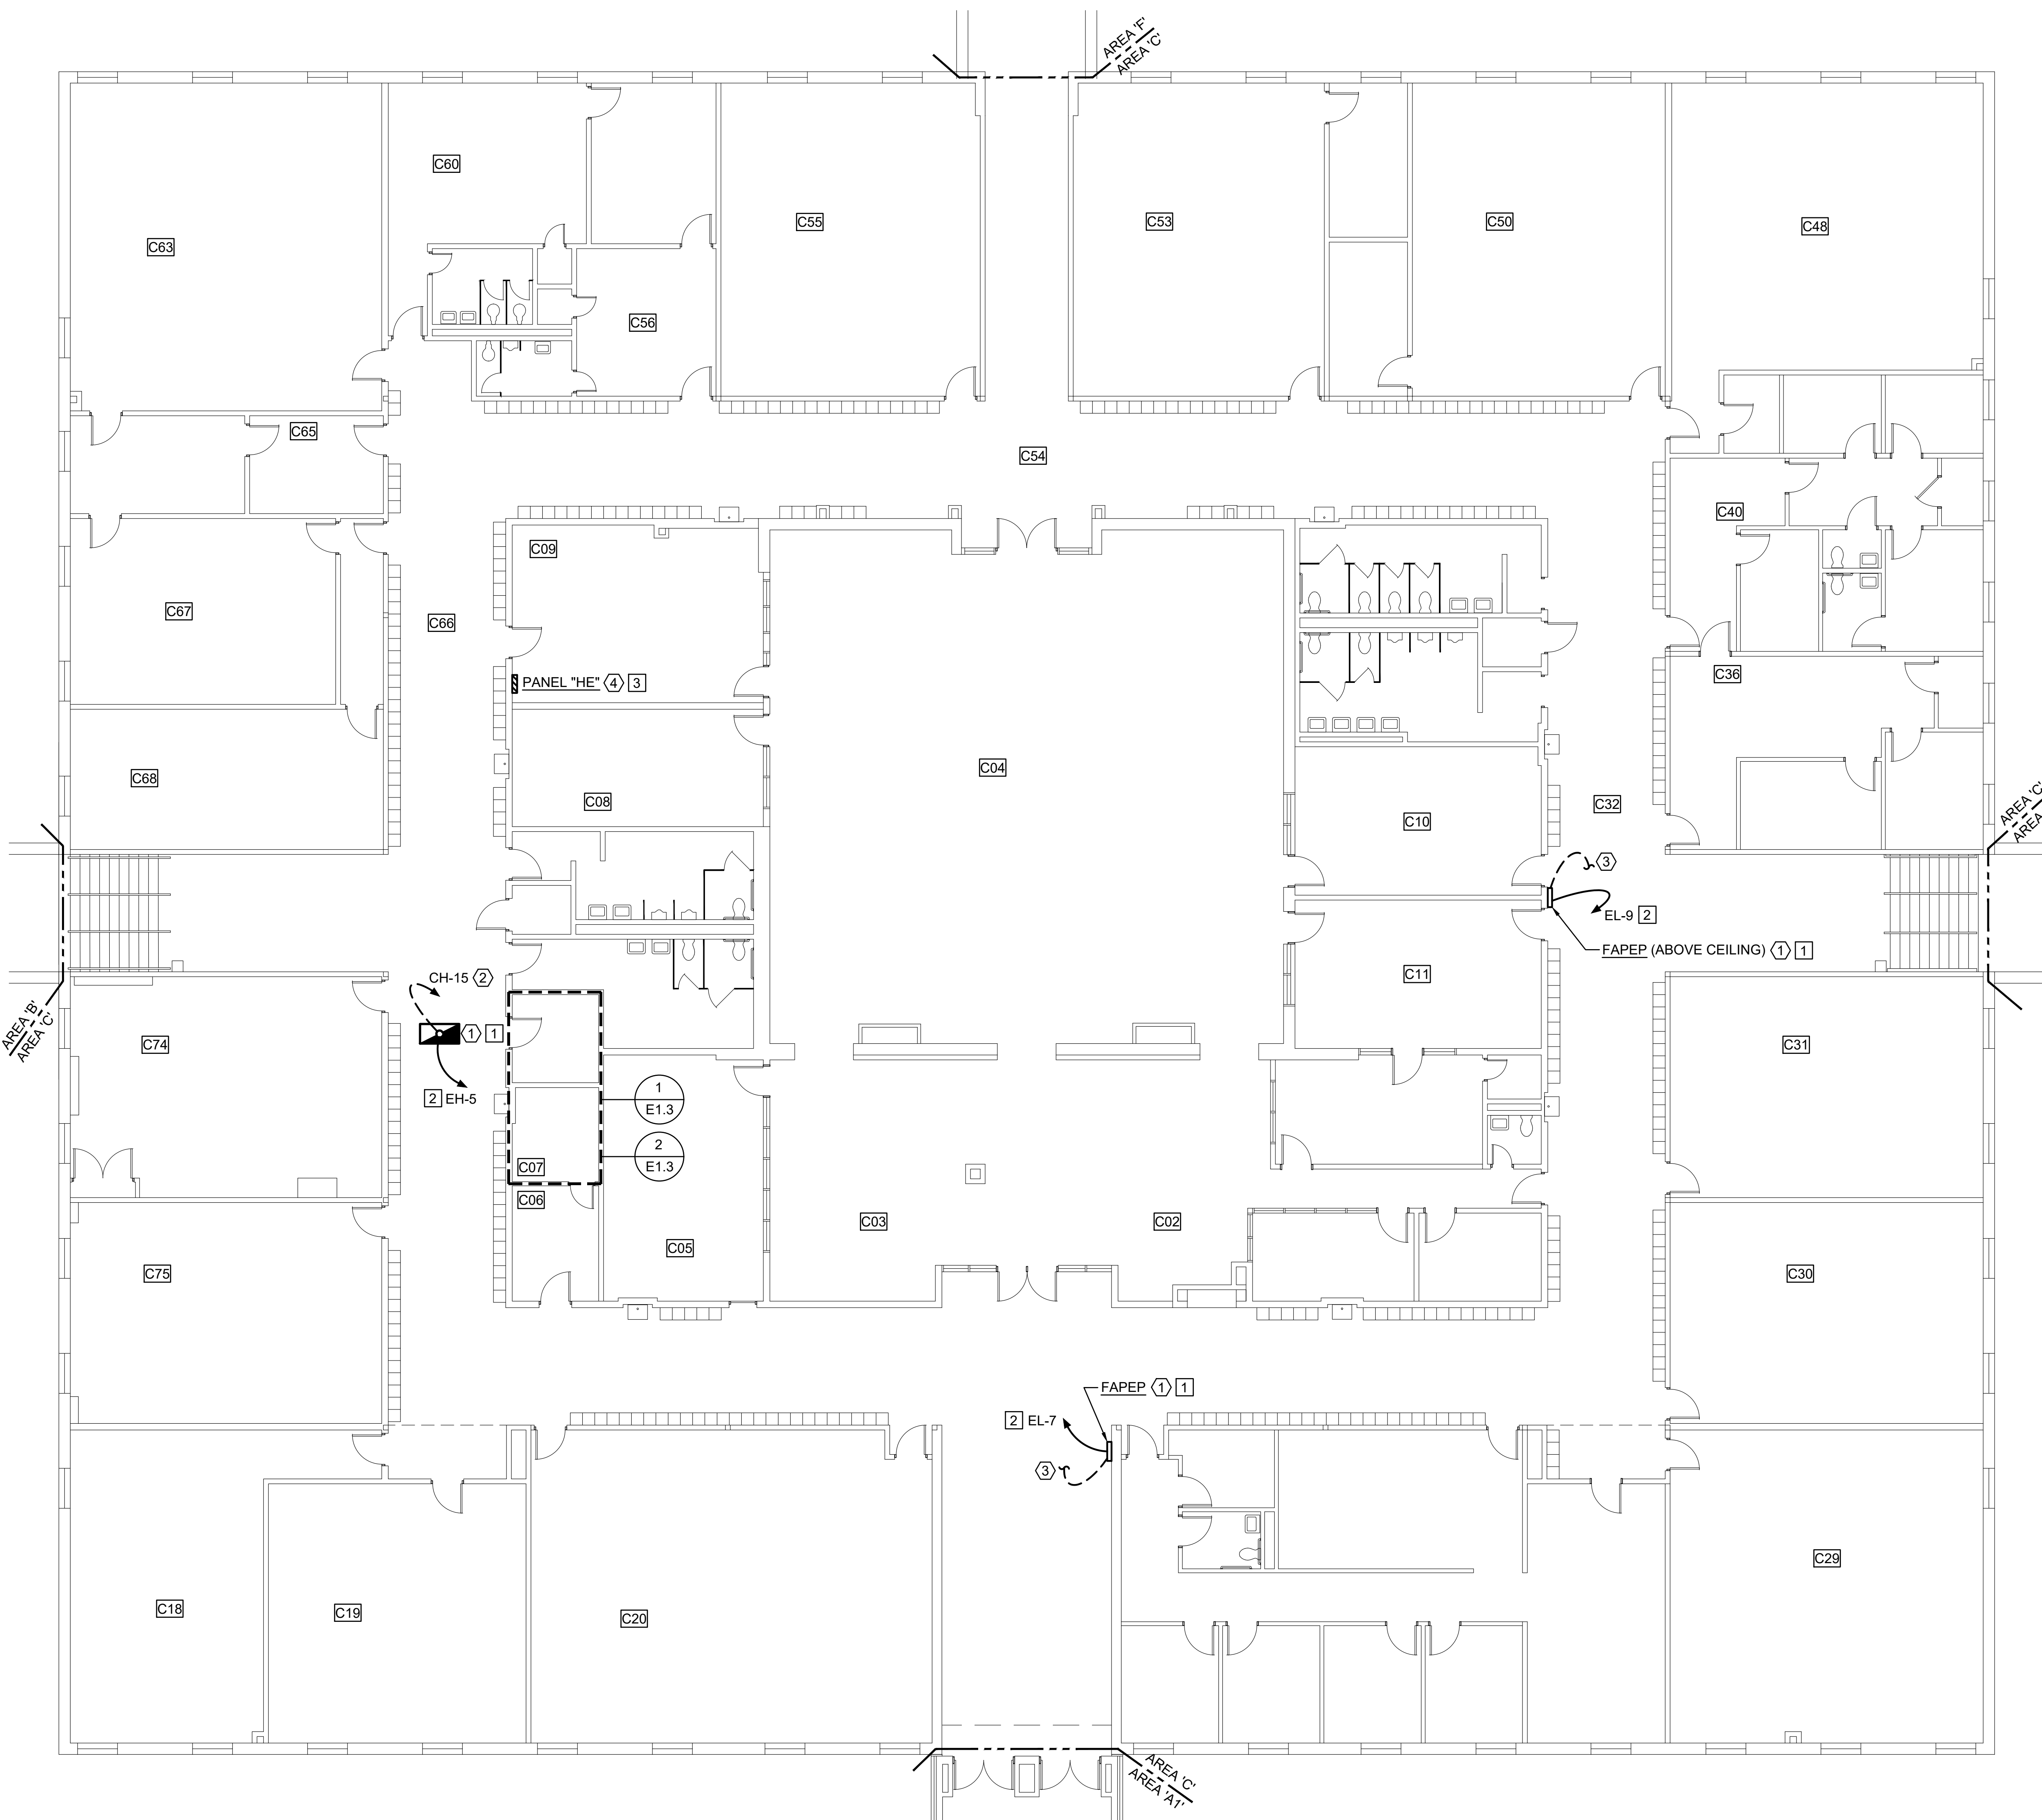 AREA 'F'
AREA 'C'
C60
C63
C55
C53
C50
C48
C56
C65
C54
C40
C09
C67
C66
C36
PANEL "HE" 4 3
C68
C04
C08
C32
C10
AREA 'C'
AREA
3
EL-9 2
FAPEP (ABOVE CEILING) 1 1
CH-15 2
C11
AREA 'B'
AREA 'C'
C74
1 1
C31
2 EH-5
1
E1.3
2
E1.3
C07
C06
C03
C02
C05
C75
C30
FAPEP 1 1
2 EL-7
3
C18
C19
C20
C29
AREA 'C'
AREA 'A1'